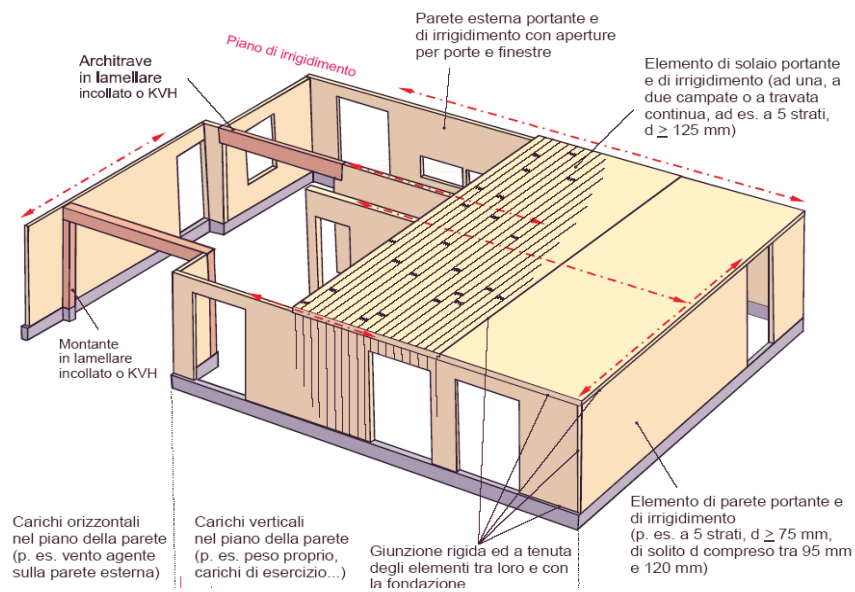 Parete esterna portante e
di irrigidimento con aperture
per porte e finestre
Piano di irrigidimento
Architrave
in lamellare
incollato o KVH
Elemento di solaio portante
e di irrigidimento (ad una, a
due campate o a travata
continua, ad es. a 5 strati,
d ≥ 125 mm)
Montante
in lamellare
incollato o KVH
Carichi orizzontali
nel piano della parete
(p. es. vento agente
sulla parete esterna)
Carichi verticali
nel piano della parete
(p. es. peso proprio,
carichi di esercizio...)
Giunzione rigida ed a tenuta
degli elementi tra loro e con
la fondazione
Elemento di parete portante e
di irrigidimento
(p. es. a 5 strati, d ≥ 75 mm,
di solito d compreso tra 95 mm
e 120 mm)